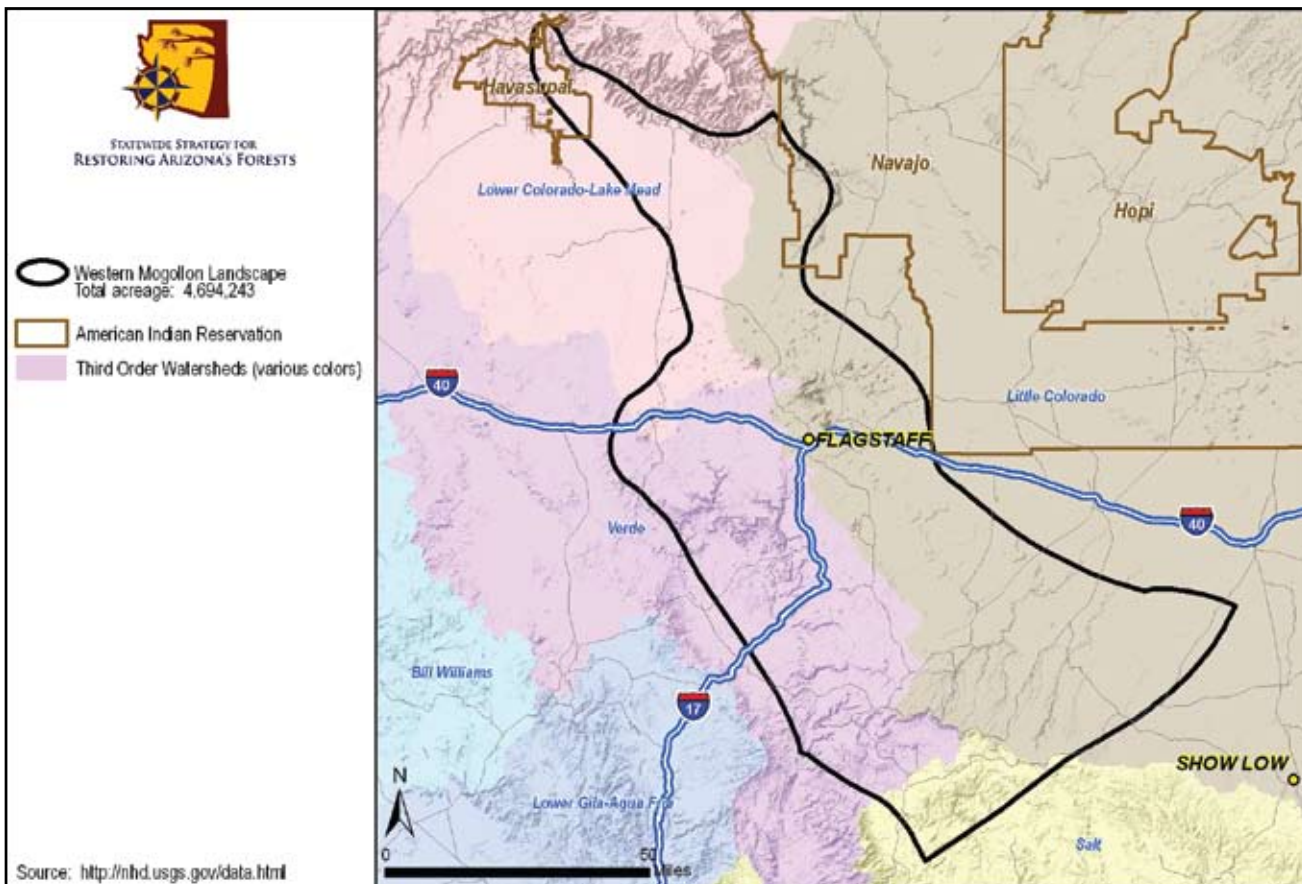 STATEWIDE STRATEGY FOR
RESTORING ARIZONA'S FORESTS
Western Mogollon Landscape
Total acreage: 4,694,243
American Indian Reservation
Third Order Watersheds (various colors)
Source: http://nhd.usgs.gov/data.html
Havasupai
Navajo
Lower Colorado-Lake Mead
Hopi
40
Little Colorado
FLAGSTAFF
40
Verde
Bill Williams
17
SHOW LOW
N
Lower Gila-Agua Fria
Salt
0
50
Miles